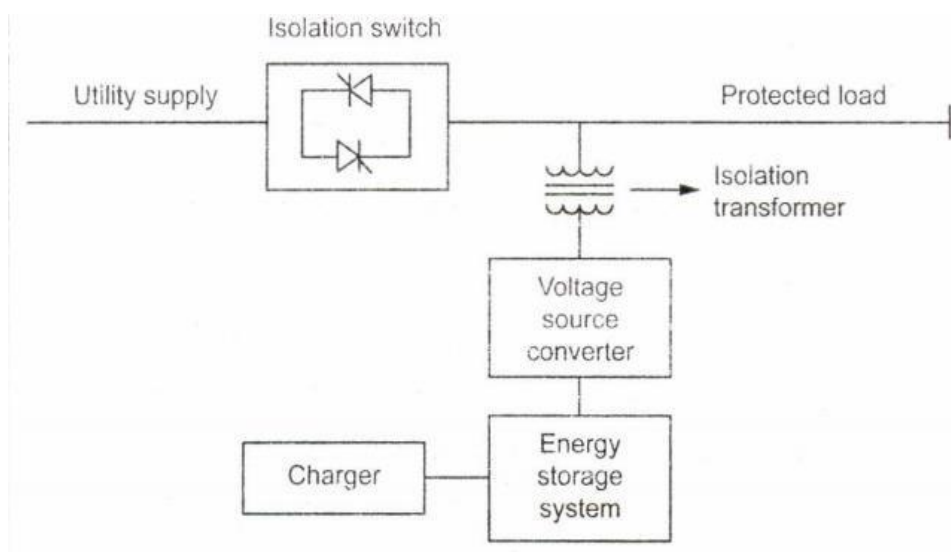 Isolation switch
Utility supply
Protected load
Isolation
transformer
Voltage
source
converter
Energy
storage
system
Charger